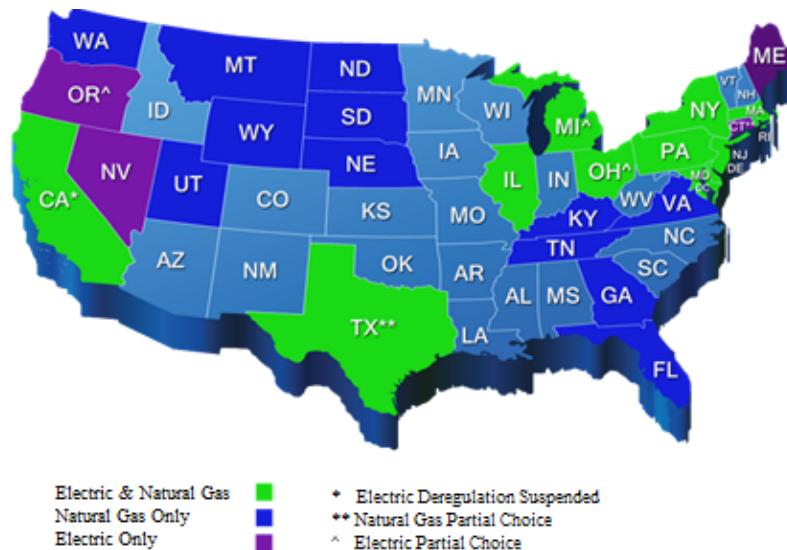 WA
MT
ND
MN
OR^
ID
SD
WI
WY
MI^
NY
VT
NH
ME
MA
CT^
RI
NE
IA
PA
NJ
DE
CA*
NV
UT
CO
IL
IN
OH^
MD
DC
KS
MO
WV
VA
KY
AZ
NM
OK
AR
TN
NC
SC
TX**
LA
AL
MS
GA
FL
Electric & Natural Gas
Natural Gas Only
Electric Only
* Electric Deregulation Suspended
** Natural Gas Partial Choice
^ Electric Partial Choice